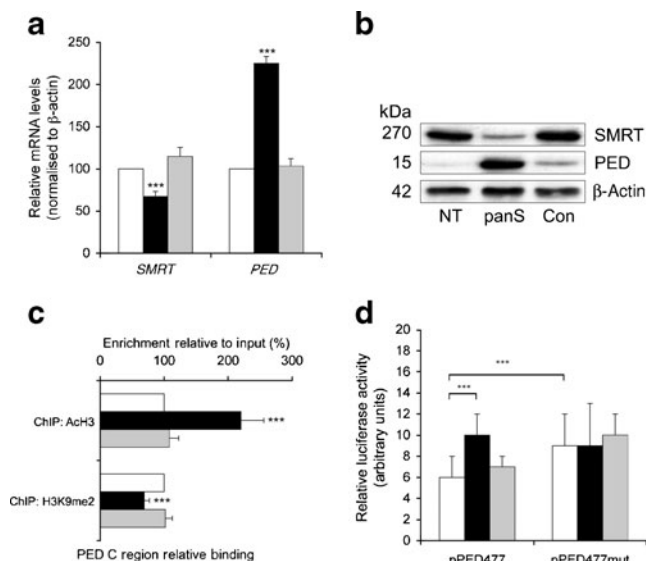 a
Relative mRNA levels
(normalised to β-actin)
250
200
150
100
50
0
***
***
SMRT
PED
b
kDa
270
15
42
SMRT
PED
β-Actin
NT panS Con
c
Enrichment relative to input (%)
0 100 200 300
ChIP: AcH3
***
ChIP: H3K9me2
***
PED C region relative binding
d
Relative luciferase activity
(arbitrary units)
20
18
16
14
12
10
8
6
4
2
0
***
***
pPED477 pPED477mut